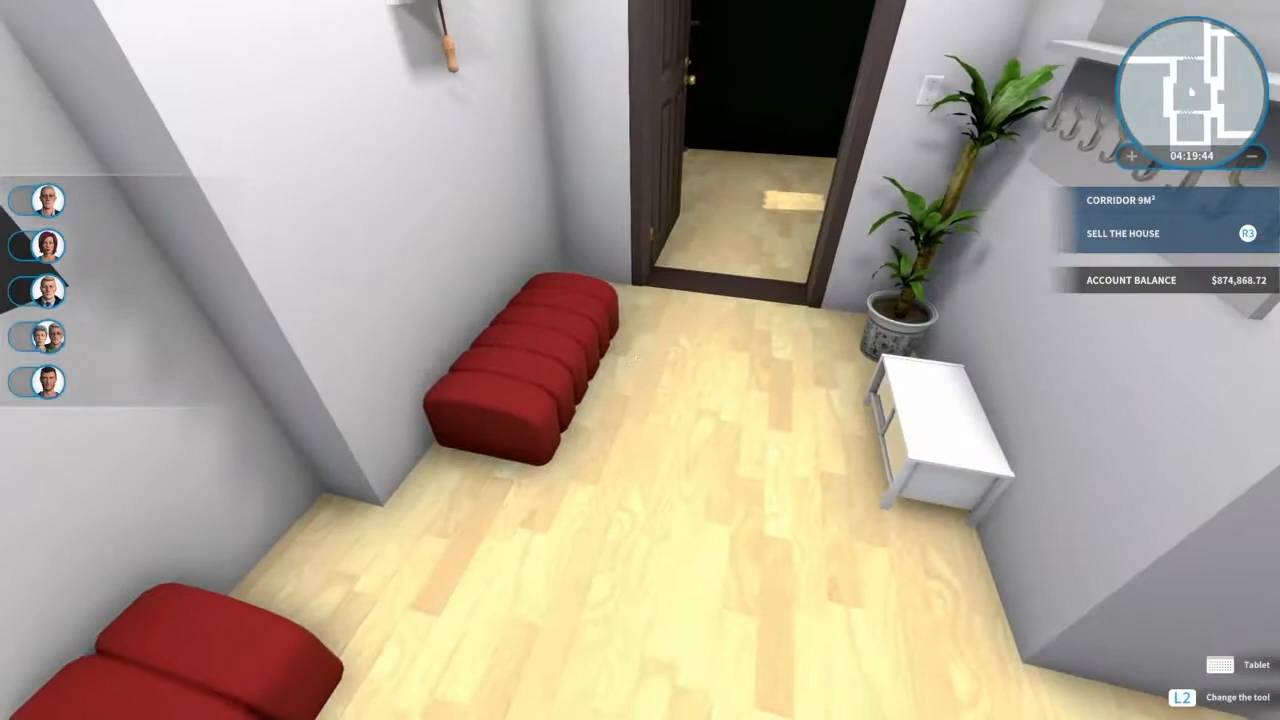 04:19:44
CORRIDOR 9M²
SELL THE HOUSE R3
ACCOUNT BALANCE $874,868.72
Tablet
L2 Change the tool